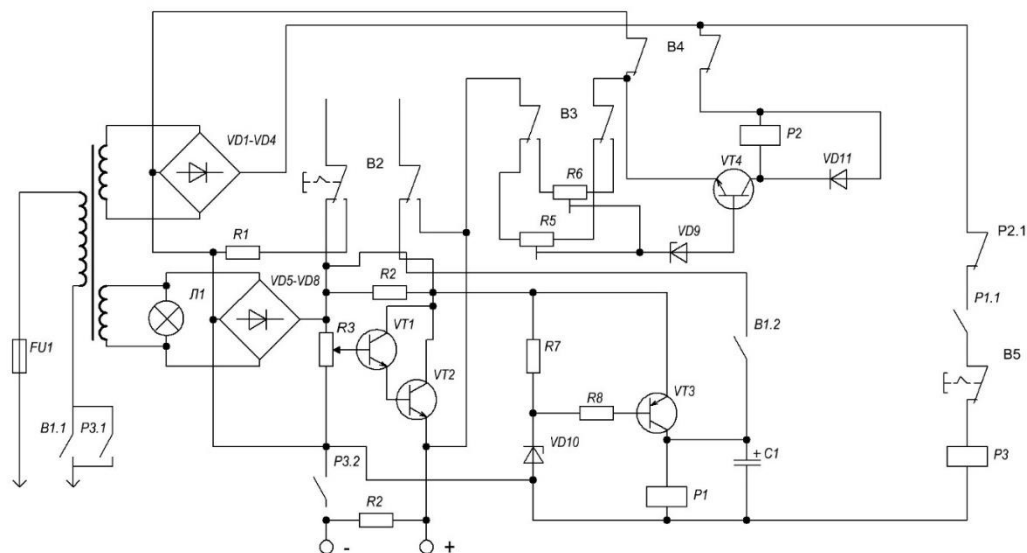 B4
B3
P2
VD1-VD4
B2
VT4
VD11
R6
R5
VD9
P2.1
R1
R2
VD5-VD8
Л1
P1.1
R3
VT1
R7
B1.2
B5
FU1
VT2
R8
VT3
B1.1
P3.1
VD10
+ C1
P3
P3.2
R2
P1
-
+